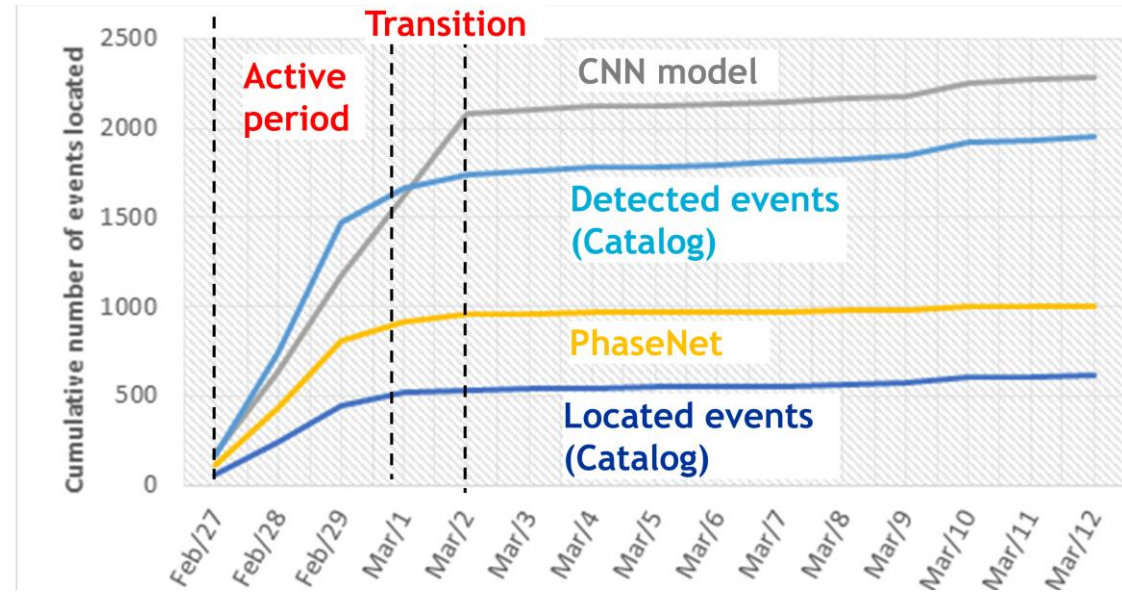 Transition
2500
Active
period
CNN model
2000
Detected events
(Catalog)
1500
1000
PhaseNet
500
Located events
(Catalog)
0
Cumulative number of events located
Feb/27
Feb/28
Feb/29
Mar/1
Mar/2
Mar/3
Mar/4
Mar/5
Mar/6
Mar/7
Mar/8
Mar/9
Mar/10
Mar/11
Mar/12